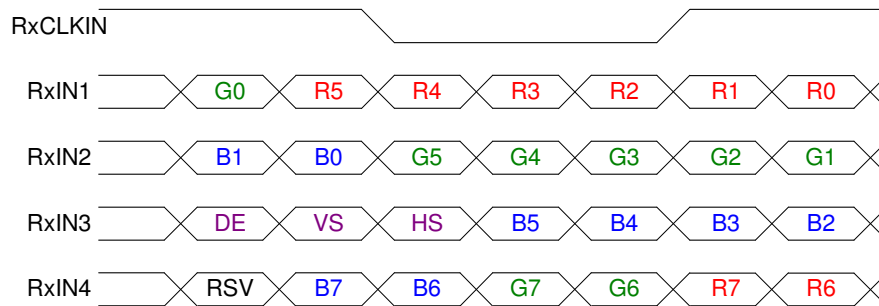 RxCLKIN
RxIN1 G0 R5 R4 R3 R2 R1 R0
RxIN2 B1 B0 G5 G4 G3 G2 G1
RxIN3 DE VS HS B5 B4 B3 B2
RxIN4 RSV B7 B6 G7 G6 R7 R6